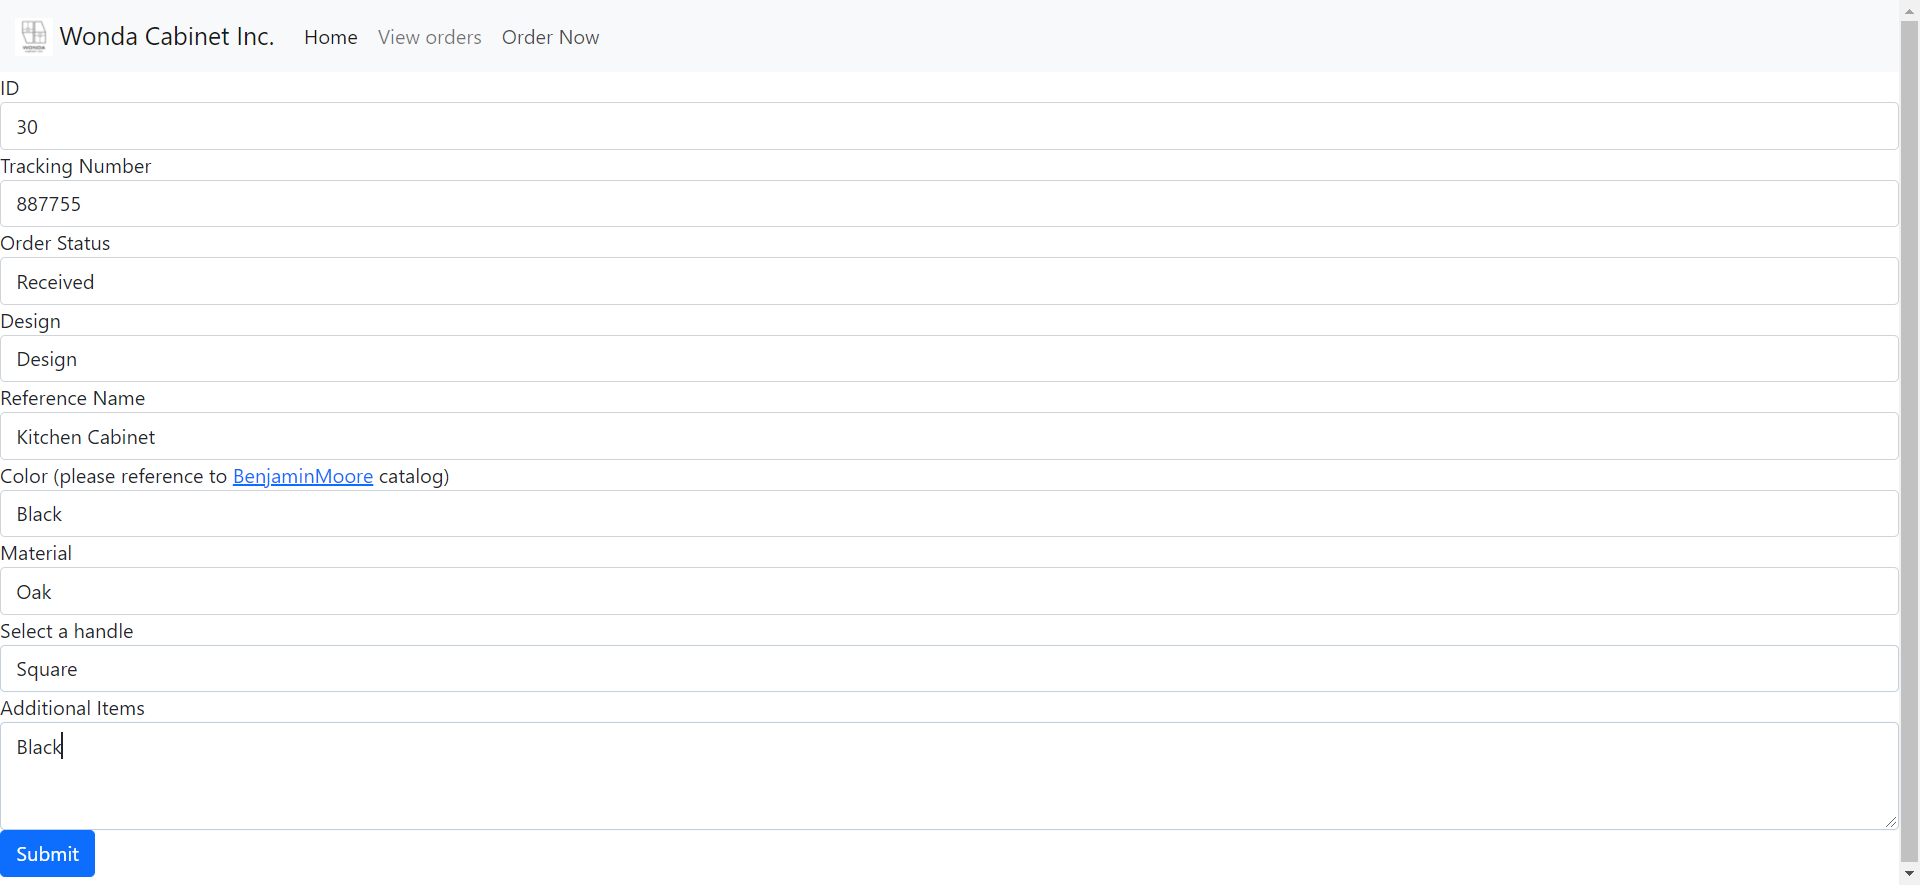 WONDA
Wonda Cabinet Inc. Home View orders Order Now
ID
30
Tracking Number
887755
Order Status
Received
Design
Design
Reference Name
Kitchen Cabinet
Color (please reference to BenjaminMoore catalog)
Black
Material
Oak
Select a handle
Square
Additional Items
Black
Submit